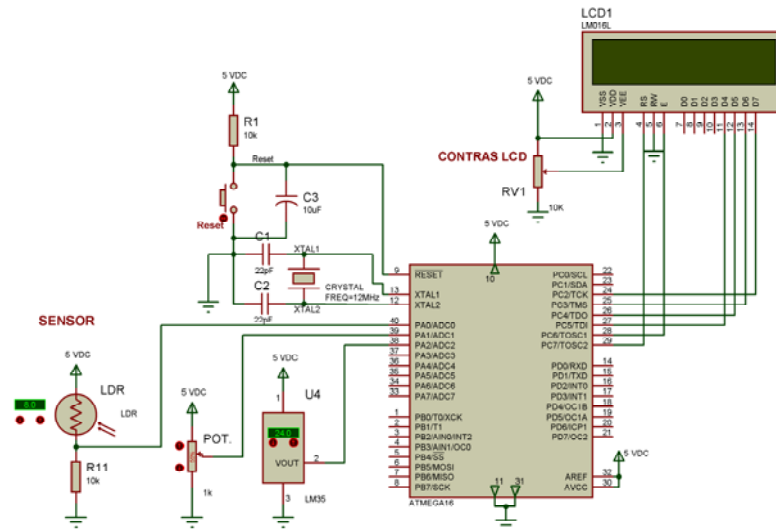 LCD1
LM016L
VSS
VDD
VEE
RS
RW
E
D0
D1
D2
D3
D4
D5
D6
D7
1
2
3
4
5
6
7
8
9
10
11
12
13
14
5 VDC
R1
10k
Reset
C3
10uF
Reset
5 VDC
CONTRAS LCD
RV1
10K
C1
22pF
XTAL1
CRYSTAL
FREQ=12MHz
C2
XTAL2
22pF
5 VDC
10
9
RESET
13
XTAL1
12
XTAL2
40
PA0/ADC0
39
PA1/ADC1
38
PA2/ADC2
37
PA3/ADC3
36
PA4/ADC4
35
PA5/ADC5
34
PA6/ADC6
33
PA7/ADC7
1
PB0/T0/XCK
2
PB1/T1
3
PB2/AIN0/INT2
4
PB3/AIN1/OC0
5
PB4/SS
6
PB5/MOSI
7
PB6/MISO
8
PB7/SCK
PC0/SCL
22
PC1/SDA
23
PC2/TCK
24
PC3/TMS
25
PC4/TDO
26
PC5/TDI
27
PC6/TOSC1
28
PC7/TOSC2
29
PD0/RXD
14
PD1/TXD
15
PD2/INT0
16
PD3/INT1
17
PD4/OC1B
18
PD5/OC1A
19
PD6/ICP1
20
PD7/OC2
21
AREF
32
AVCC
30
5 VDC
11
31
ATMEGA16
SENSOR
5 VDC
LDR
LDR
R11
10k
5 VDC
POT.
1k
5 VDC
U4
1
24.0
VOUT
2
3
LM35